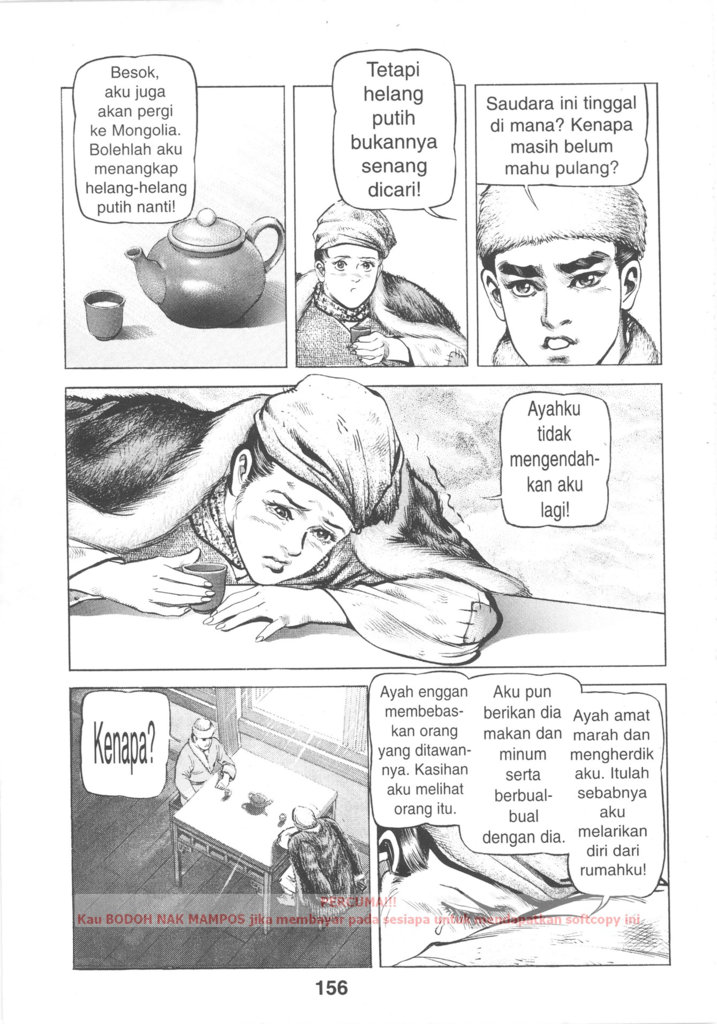 Besok,
aku juga
akan pergi
ke Mongolia.
Bolehlah aku
menangkap
helang-helang
putih nanti!
Tetapi
helang
putih
bukannya
senang
dicari!
Saudara ini tinggal
di mana? Kenapa
masih belum
mahu pulang?
Ayahku
tidak
mengendah-
kan aku
lagi!
Kenapa?
Ayah enggan
membebas-
kan orang
yang ditawan-
nya. Kasihan
aku melihat
orang itu.
Aku pun
berikan dia
makan dan
minum
serta
berbual-
bual
dengan dia.
Ayah amat
marah dan
mengherdik
aku. Itulah
sebabnya
aku
melarikan
diri dari
rumahku!
PERCUMA!!!
Kau BODOH NAK MAMPOS jika membayar pada sesiapa untuk mendapatkan softcopy ini.
156